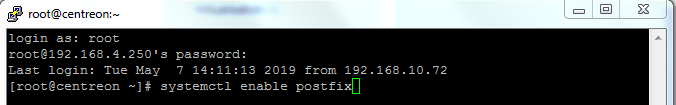 root@centreon:~
login as: root
root@192.168.4.250's password:
Last login: Tue May  7 14:11:13 2019 from 192.168.10.72
[root@centreon ~]# systemctl enable postfix